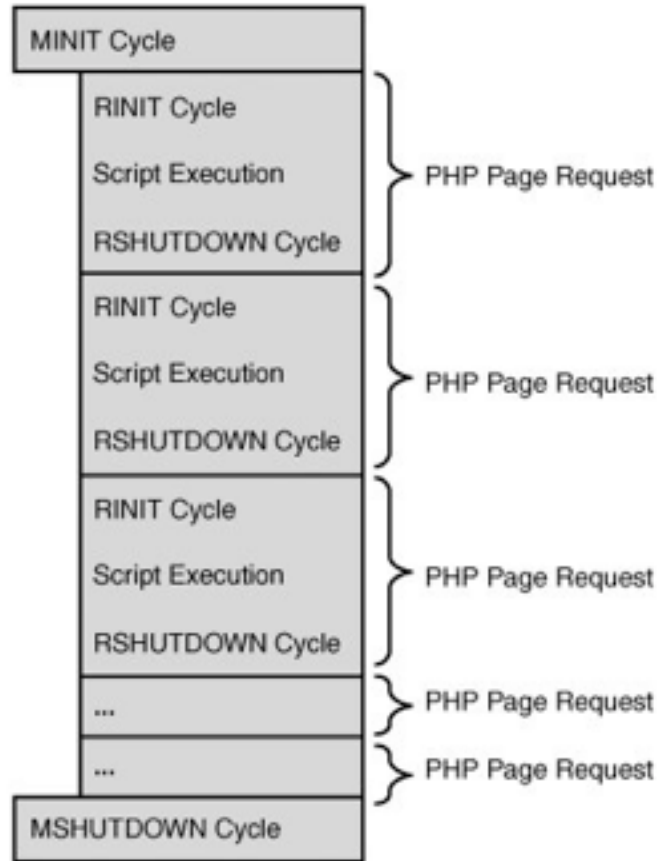 MINIT Cycle
RINIT Cycle
Script Execution
PHP Page Request
RSHUTDOWN Cycle
RINIT Cycle
Script Execution
PHP Page Request
RSHUTDOWN Cycle
RINIT Cycle
Script Execution
PHP Page Request
RSHUTDOWN Cycle
...
PHP Page Request
...
PHP Page Request
MSHUTDOWN Cycle